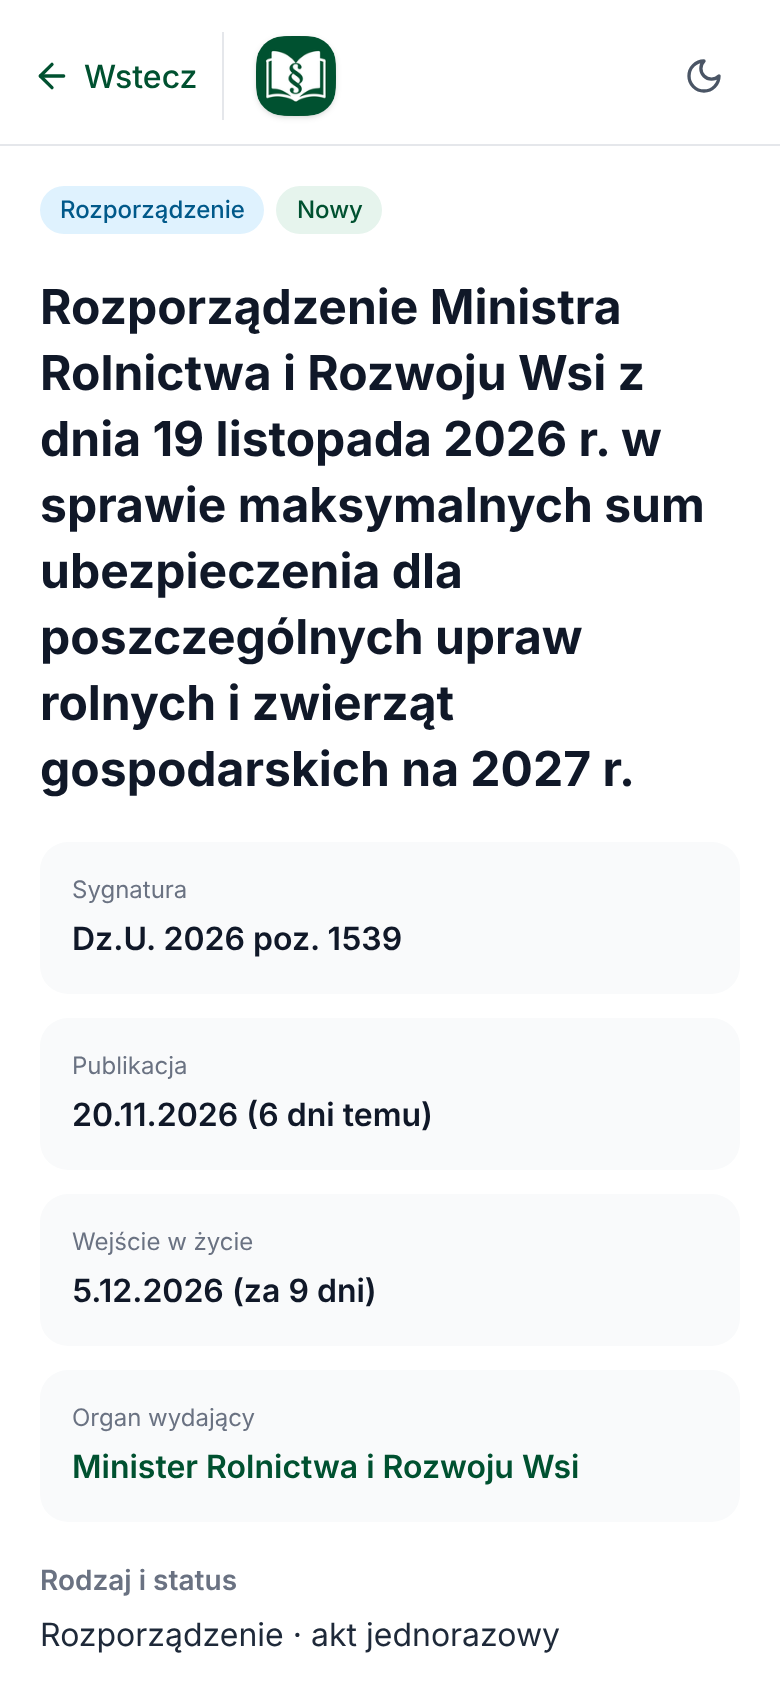 Wstecz
§
Rozporządzenie Nowy
Rozporządzenie Ministra
Rolnictwa i Rozwoju Wsi z
dnia 19 listopada 2026 r. w
sprawie maksymalnych sum
ubezpieczenia dla
poszczególnych upraw
rolnych i zwierząt
gospodarskich na 2027 r.
Sygnatura
Dz.U. 2026 poz. 1539
Publikacja
20.11.2026 (6 dni temu)
Wejście w życie
5.12.2026 (za 9 dni)
Organ wydający
Minister Rolnictwa i Rozwoju Wsi
Rodzaj i status
Rozporządzenie · akt jednorazowy